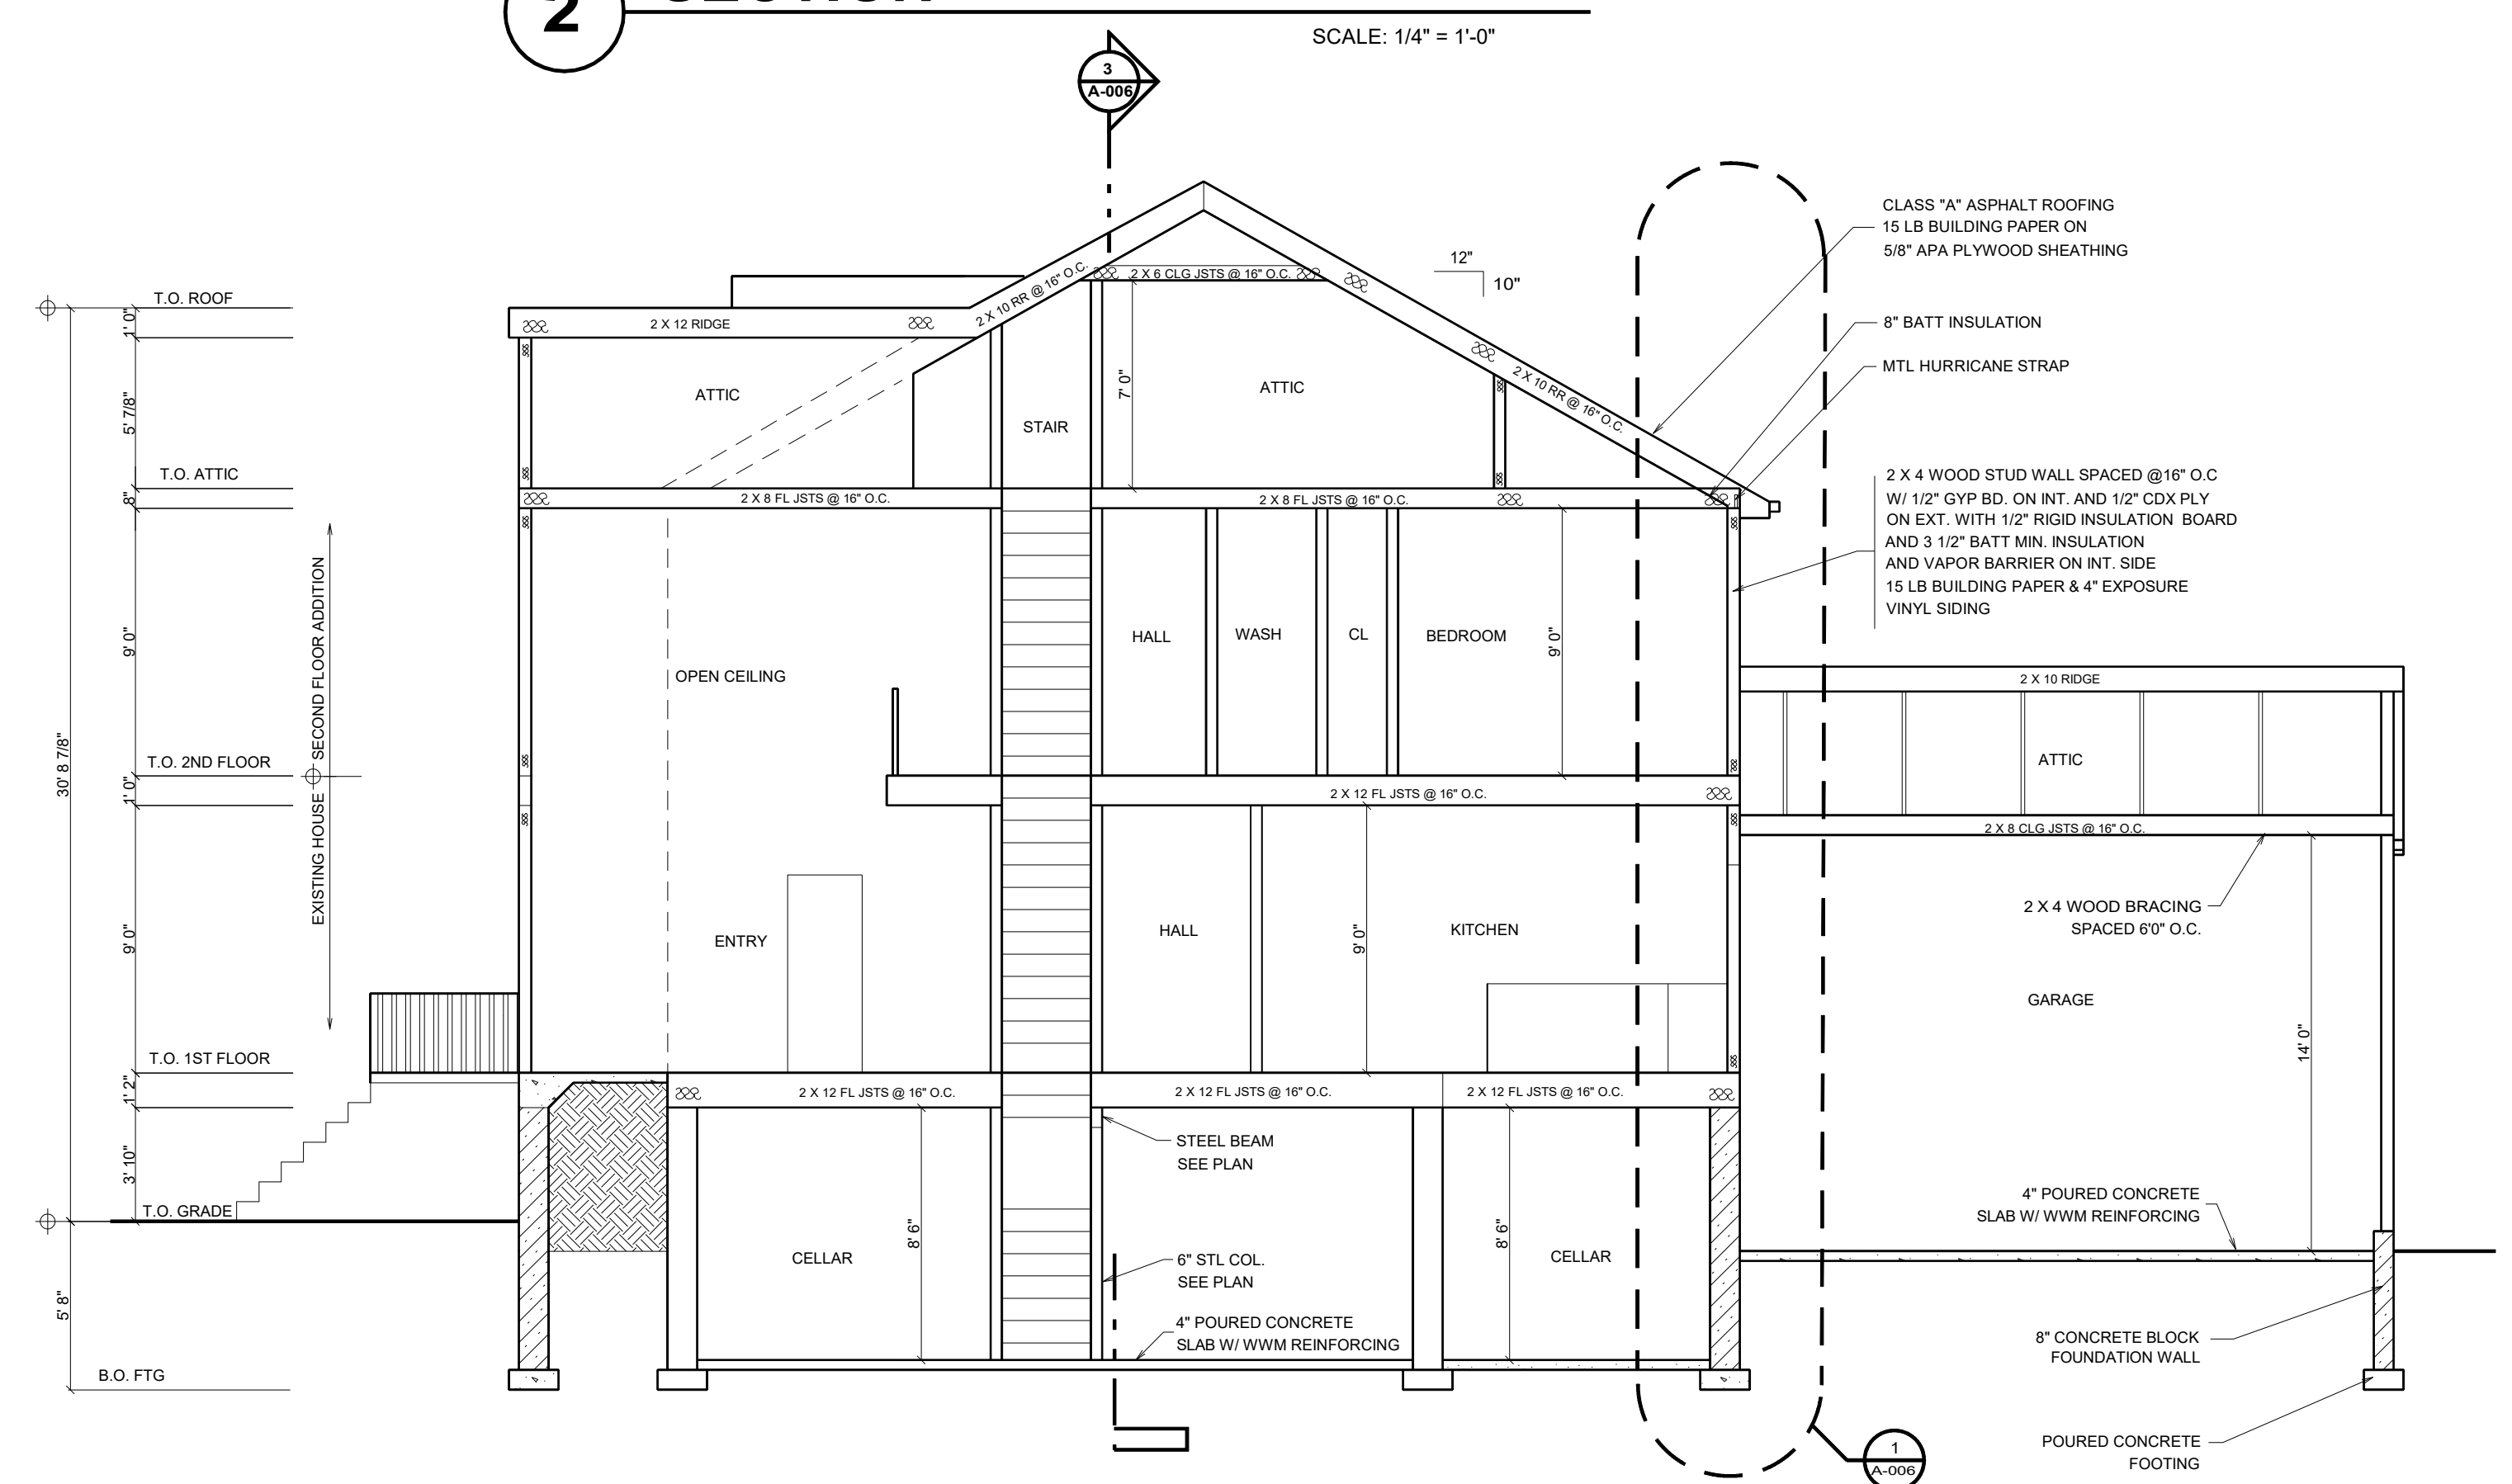 2
SCALE: 1/4" = 1'-0"
3
A-006
CLASS "A" ASPHALT ROOFING
15 LB BUILDING PAPER ON
5/8" APA PLYWOOD SHEATHING
12"
10"
2 X 6 CLG JSTS @ 16" O.C.
2 X 10 RR @ 16" O.C.
T.O. ROOF
1' 0"
2 X 12 RIDGE
8" BATT INSULATION
MTL HURRICANE STRAP
2 X 10 RR @ 16" O.C.
5' 7/8"
ATTIC
7' 0"
ATTIC
STAIR
T.O. ATTIC
8"
2 X 8 FL JSTS @ 16" O.C.
2 X 8 FL JSTS @ 16" O.C.
2 X 4 WOOD STUD WALL SPACED @16" O.C
W/ 1/2" GYP BD. ON INT. AND 1/2" CDX PLY
ON EXT. WITH 1/2" RIGID INSULATION BOARD
AND 3 1/2" BATT MIN. INSULATION
AND VAPOR BARRIER ON INT. SIDE
15 LB BUILDING PAPER & 4" EXPOSURE
VINYL SIDING
9' 0"
SECOND FLOOR ADDITION
OPEN CEILING
HALL
WASH
CL
BEDROOM
9' 0"
2 X 10 RIDGE
ATTIC
30' 8 7/8"
T.O. 2ND FLOOR
1' 0"
2 X 12 FL JSTS @ 16" O.C.
2 X 8 CLG JSTS @ 16" O.C.
EXISTING HOUSE
9' 0"
ENTRY
HALL
9' 0"
KITCHEN
2 X 4 WOOD BRACING
SPACED 6'0" O.C.
GARAGE
14' 0"
T.O. 1ST FLOOR
1' 2"
2 X 12 FL JSTS @ 16" O.C.
2 X 12 FL JSTS @ 16" O.C.
2 X 12 FL JSTS @ 16" O.C.
STEEL BEAM
SEE PLAN
3' 10"
T.O. GRADE
4" POURED CONCRETE
SLAB W/ WWM REINFORCING
CELLAR
8' 6"
6" STL COL.
SEE PLAN
8' 6"
CELLAR
5' 8"
4" POURED CONCRETE
SLAB W/ WWM REINFORCING
8" CONCRETE BLOCK
FOUNDATION WALL
B.O. FTG
POURED CONCRETE
FOOTING
1
A-006